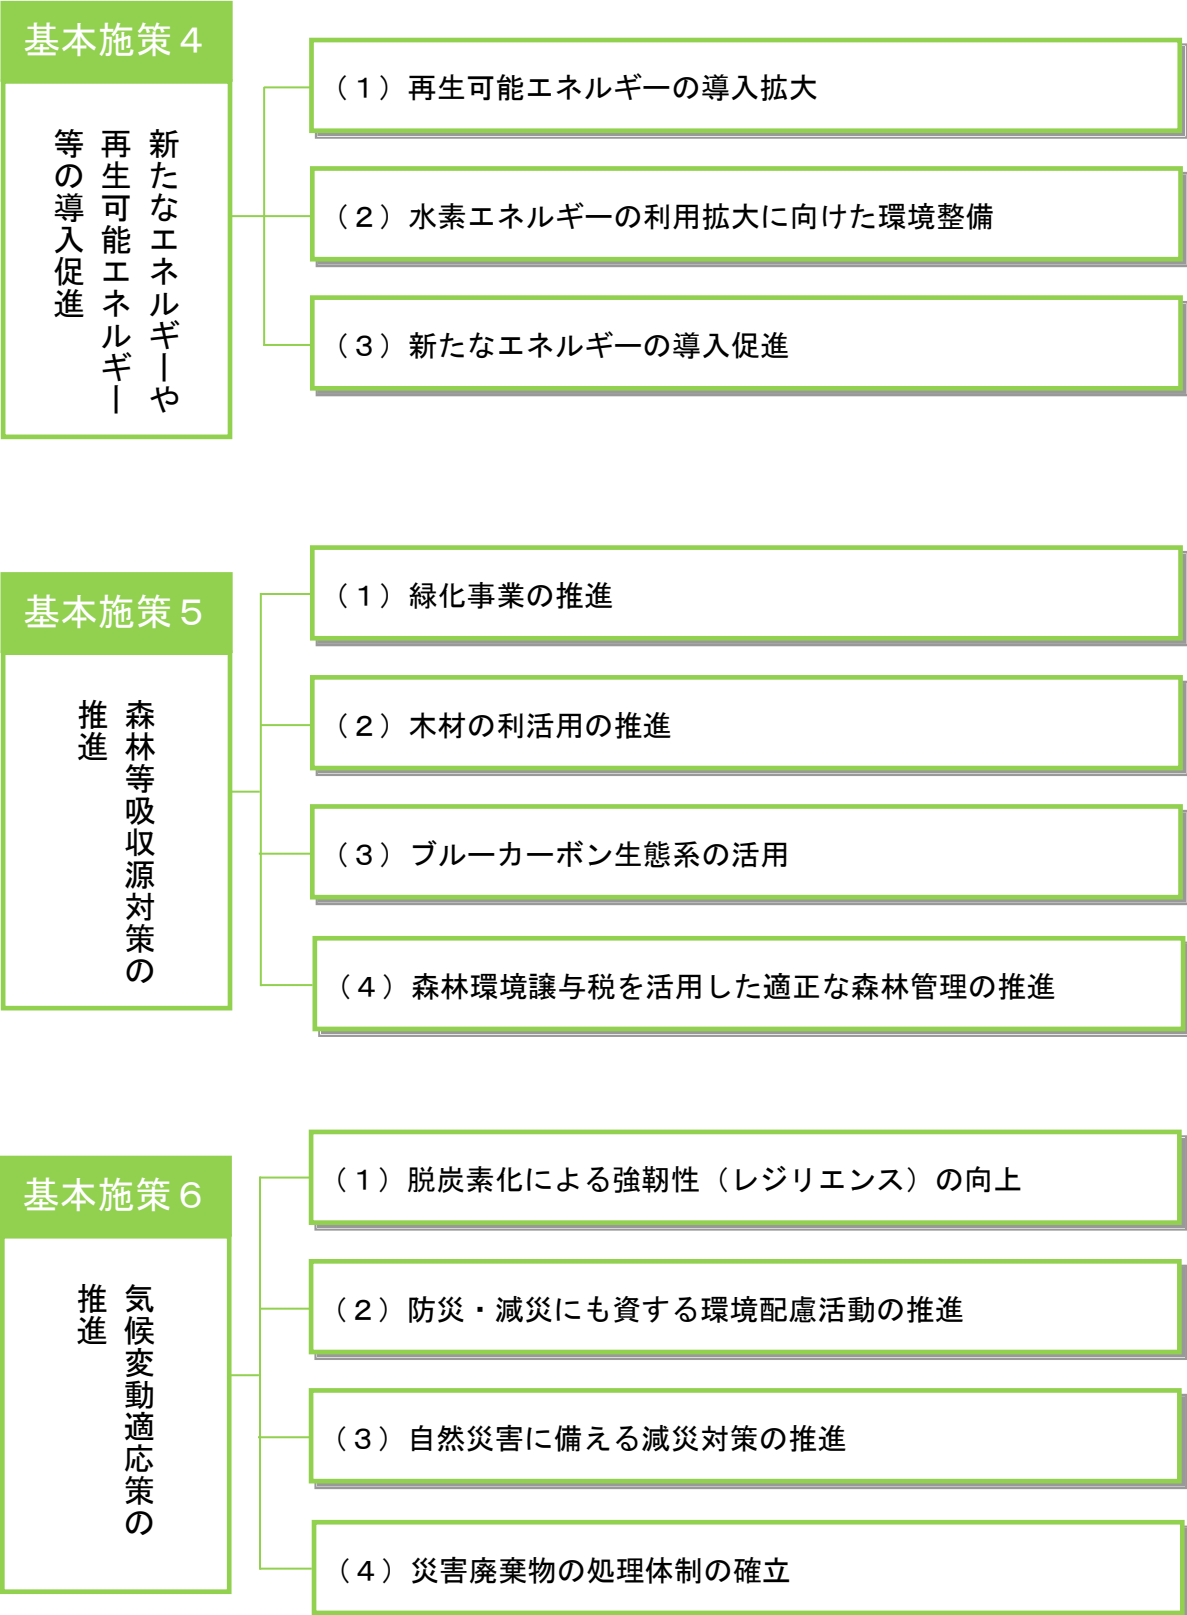 基本施策４
新たなエネルギーや
再生可能エネルギー
等の導入促進
（１）再生可能エネルギーの導入拡大
（２）水素エネルギーの利用拡大に向けた環境整備
（３）新たなエネルギーの導入促進
基本施策５
森林等吸収源対策の
推進
（１）緑化事業の推進
（２）木材の利活用の推進
（３）ブルーカーボン生態系の活用
（４）森林環境譲与税を活用した適正な森林管理の推進
基本施策６
気候変動適応策の
推進
（１）脱炭素化による強靭性（レジリエンス）の向上
（２）防災・減災にも資する環境配慮活動の推進
（３）自然災害に備える減災対策の推進
（４）災害廃棄物の処理体制の確立